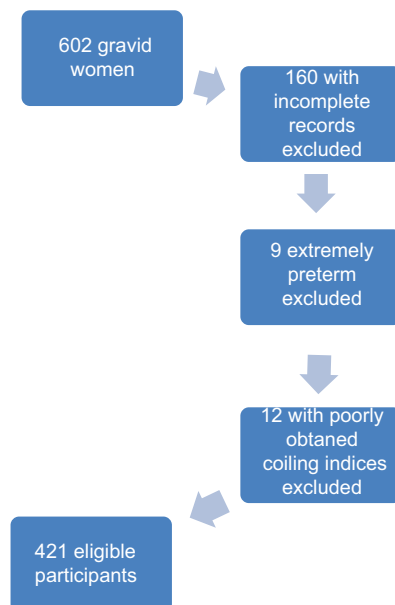 602 gravid
women
160 with
incomplete
records
excluded
9 extremely
preterm
excluded
12 with poorly
obtaned
coiling indices
excluded
421 eligible
participants